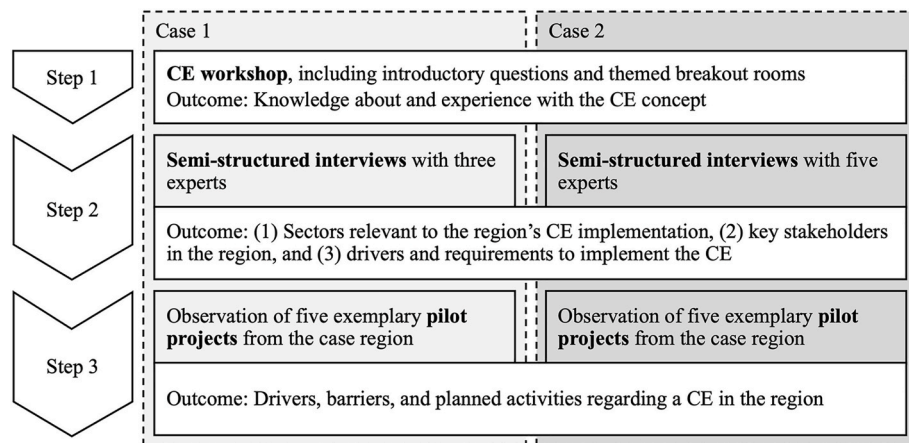 Case 1
Case 2
Step 1
CE workshop, including introductory questions and themed breakout rooms
Outcome: Knowledge about and experience with the CE concept
Step 2
Semi-structured interviews with three
experts
Semi-structured interviews with five
experts
Outcome: (1) Sectors relevant to the region’s CE implementation, (2) key stakeholders
in the region, and (3) drivers and requirements to implement the CE
Step 3
Observation of five exemplary pilot
projects from the case region
Observation of five exemplary pilot
projects from the case region
Outcome: Drivers, barriers, and planned activities regarding a CE in the region